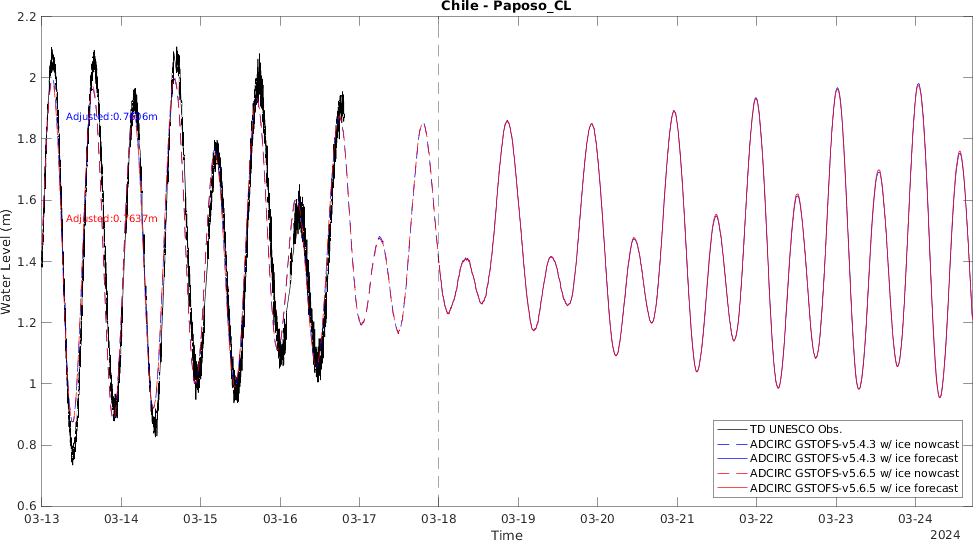 Chile - Paposo_CL
2.2
2
1.8
1.6
1.4
1.2
1
0.8
0.6
Water Level (m)
Adjusted:0.7637m
TD UNESCO Obs.
ADCIRC GSTOFS-v5.4.3 w/ ice nowcast
ADCIRC GSTOFS-v5.4.3 w/ ice forecast
ADCIRC GSTOFS-v5.6.5 w/ ice nowcast
ADCIRC GSTOFS-v5.6.5 w/ ice forecast
03-13 03-14 03-15 03-16 03-17 03-18 03-19 03-20 03-21 03-22 03-23 03-24
Time
2024